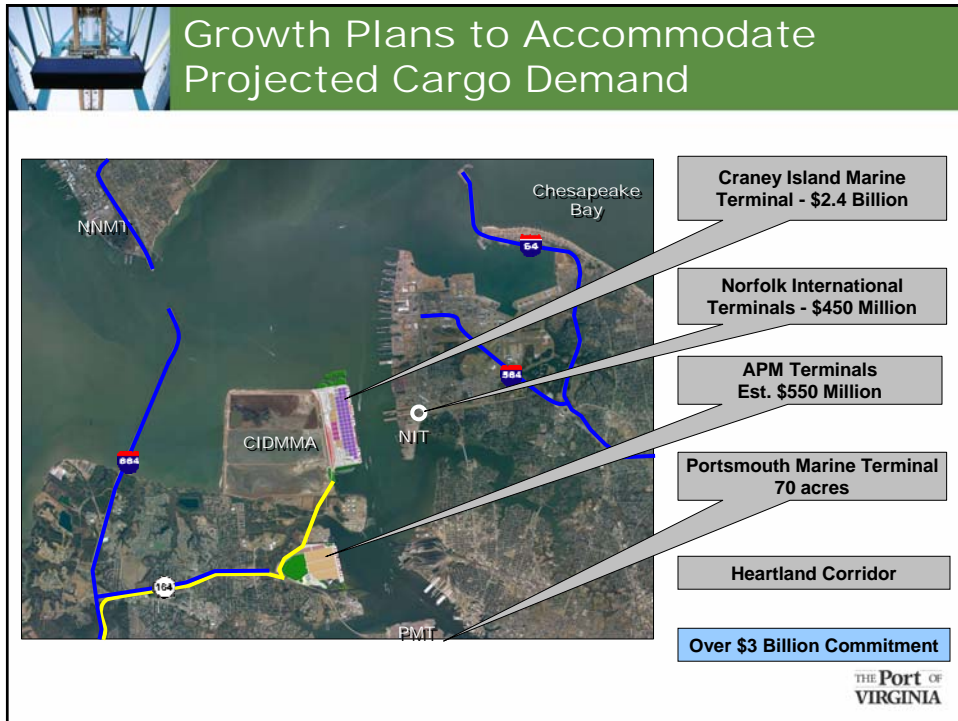 Growth Plans to Accommodate
Projected Cargo Demand
NNMT
Chesapeake
Bay
64
564
CIDMMA
NIT
664
164
PMT
Craney Island Marine
Terminal - $2.4 Billion
Norfolk International
Terminals - $450 Million
APM Terminals
Est. $550 Million
Portsmouth Marine Terminal
70 acres
Heartland Corridor
Over $3 Billion Commitment
THE Port OF
VIRGINIA